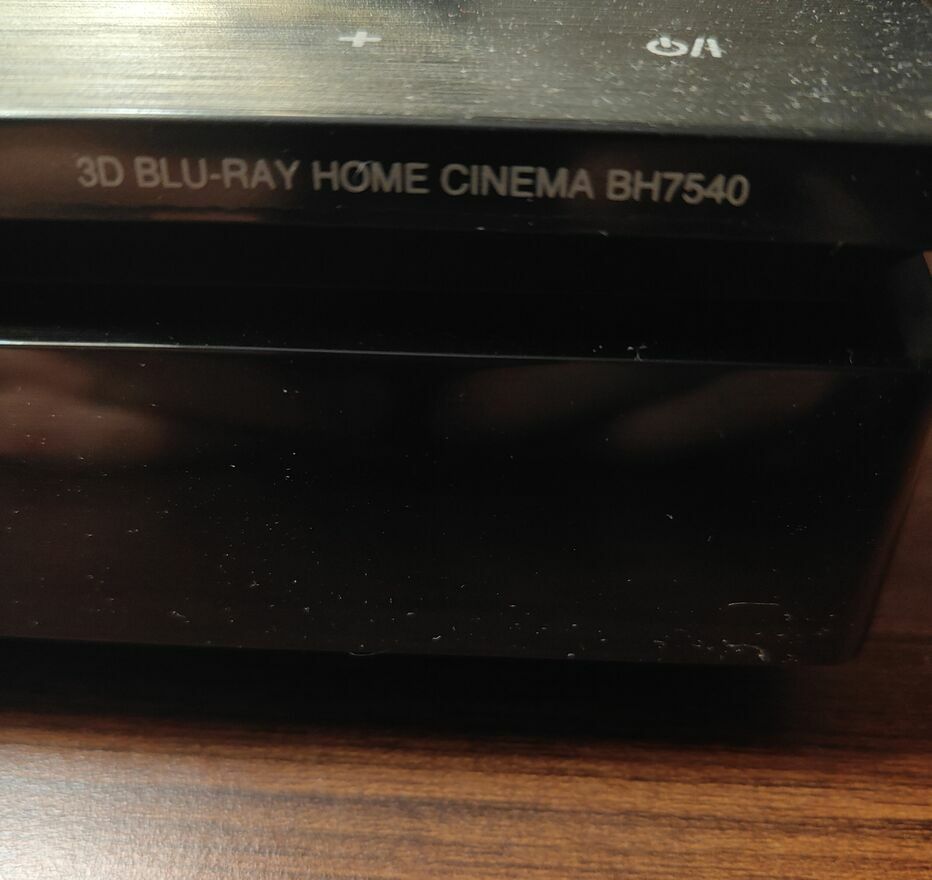 +
3D BLU-RAY HOME CINEMA BH7540